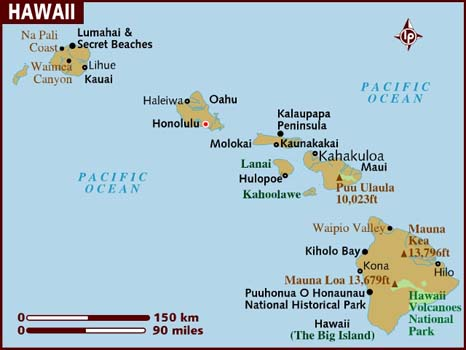 HAWAII
Na Pali
Coast
Lumahai &
Secret Beaches
Waimea
Canyon
Lihue
Kauai
Haleiwa
Oahu
Honolulu
Kalaupapa
Peninsula
PACIFIC
OCEAN
Molokai
Kaunakakai
Kahakuloa
Lanai
Maui
Hulopoe
Puu Ulaula
10,023ft
Kahoolawe
PACIFIC
OCEAN
Waipio Valley
Mauna
Kea
13,796ft
Kiholo Bay
Kona
Hilo
Mauna Loa 13,679ft
Puuhonua O Honaunau
National Historical Park
Hawaii
Volcanoes
National
Park
Hawaii
(The Big Island)
0 150 km
0 90 miles
lp